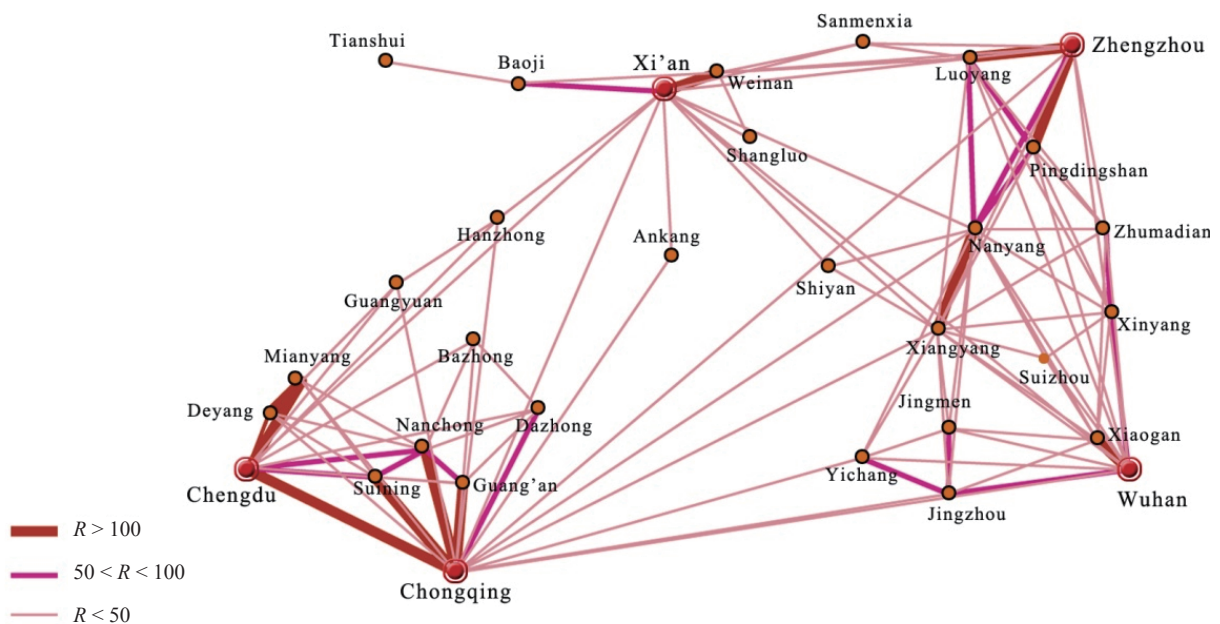 Sanmenxia
Tianshui
Zhengzhou
Baoji
Xi'an
Luoyang
Weinan
Shangluo
Pingdingshan
Hanzhong
Ankang
Nanyang
Zhumadian
Shiyan
Guangyuan
Xinyang
Xiangyang
Bazhong
Mianyang
Suizhou
Jingmen
Deyang
Nanchong
Dazhong
Xiaogan
Yichang
Guang'an
Suining
Chengdu
Wuhan
Jingzhou
R > 100
50 < R < 100
Chongqing
R < 50